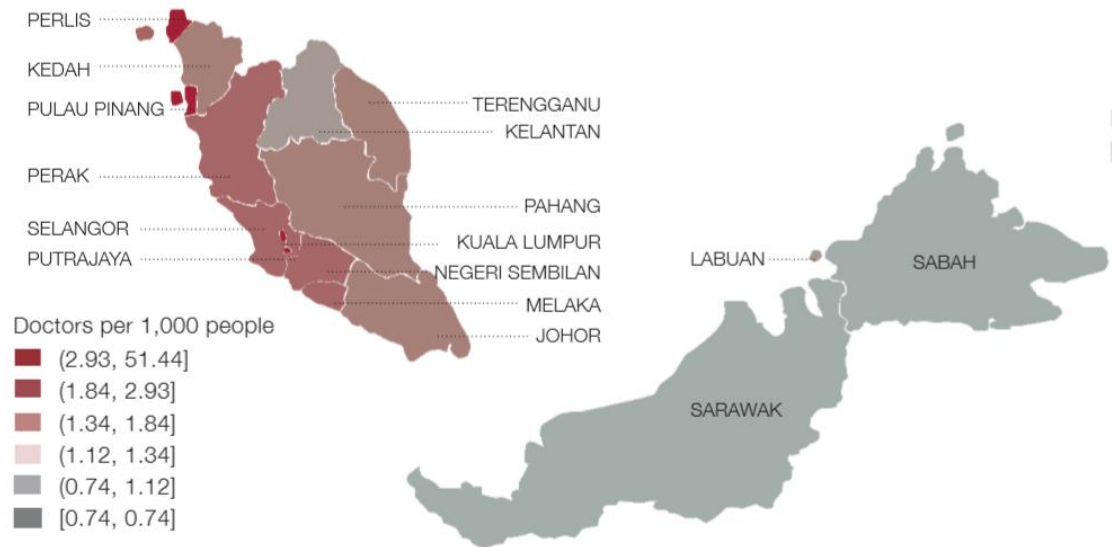 PERLIS
KEDAH
PULAU PINANG
PERAK
SELANGOR
PUTRAJAYA
TERENGGANU
KELANTAN
PAHANG
KUALA LUMPUR
NEGERI SEMBILAN
MELAKA
JOHOR
LABUAN
SABAH
SARAWAK
Doctors per 1,000 people
(2.93, 51.44]
(1.84, 2.93]
(1.34, 1.84]
(1.12, 1.34]
(0.74, 1.12]
[0.74, 0.74]